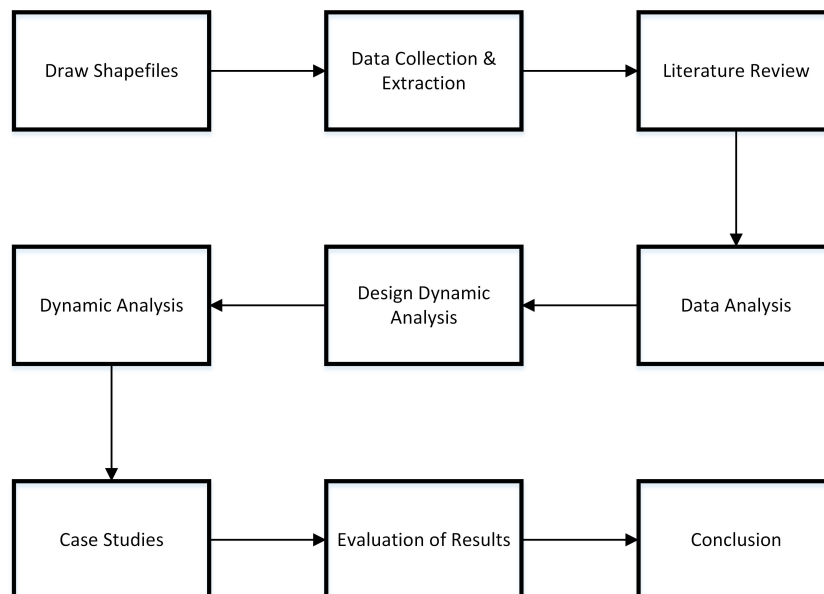 Draw Shapefiles
Data Collection &
Extraction
Literature Review
Dynamic Analysis
Design Dynamic
Analysis
Data Analysis
Case Studies
Evaluation of Results
Conclusion